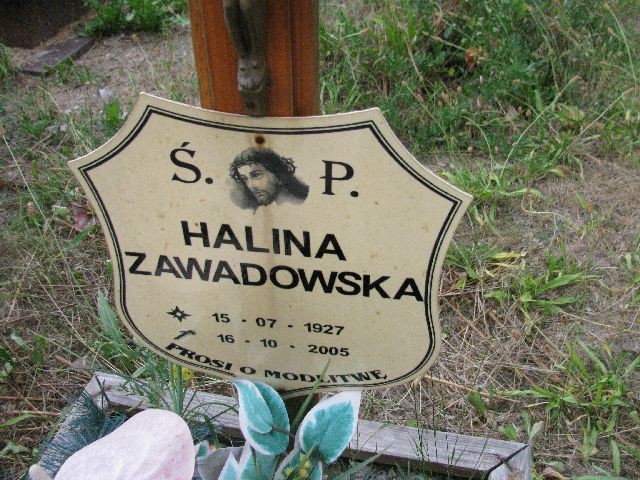 Ś. P.
HALINA
ZAWADOWSKA
15 - 07 - 1927
16 - 10 - 2005
PROSI O MODLITWĘ